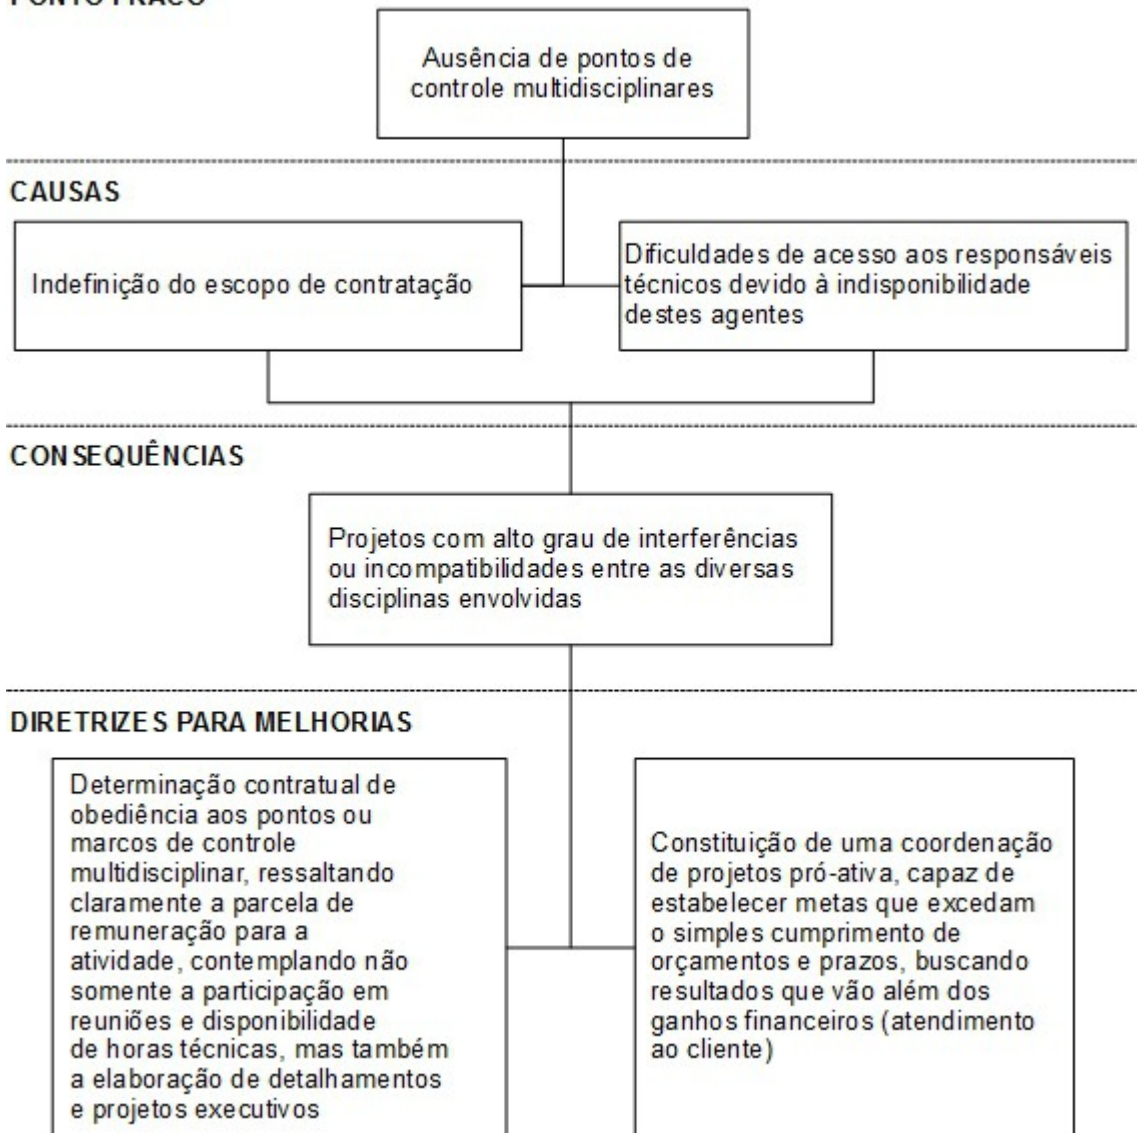 PONTO FRACO
Ausência de pontos de
controle multidisciplinares
CAUSAS
Indefinição do escopo de contratação
Dificuldades de acesso aos responsáveis
técnicos devido à indisponibilidade
destes agentes
CONSEQUÊNCIAS
Projetos com alto grau de interferências
ou incompatibilidades entre as diversas
disciplinas envolvidas
DIRETRIZES PARA MELHORIAS
Determinação contratual de
obediência aos pontos ou
marcos de controle
multidisciplinar, ressaltando
claramente a parcela de
remuneração para a
atividade, contemplando não
somente a participação em
reuniões e disponibilidade
de horas técnicas, mas também
a elaboração de detalhamentos
e projetos executivos
Constituição de uma coordenação
de projetos pró-ativa, capaz de
estabelecer metas que excedam
o simples cumprimento de
orçamentos e prazos, buscando
resultados que vão além dos
ganhos financeiros (atendimento
ao cliente)